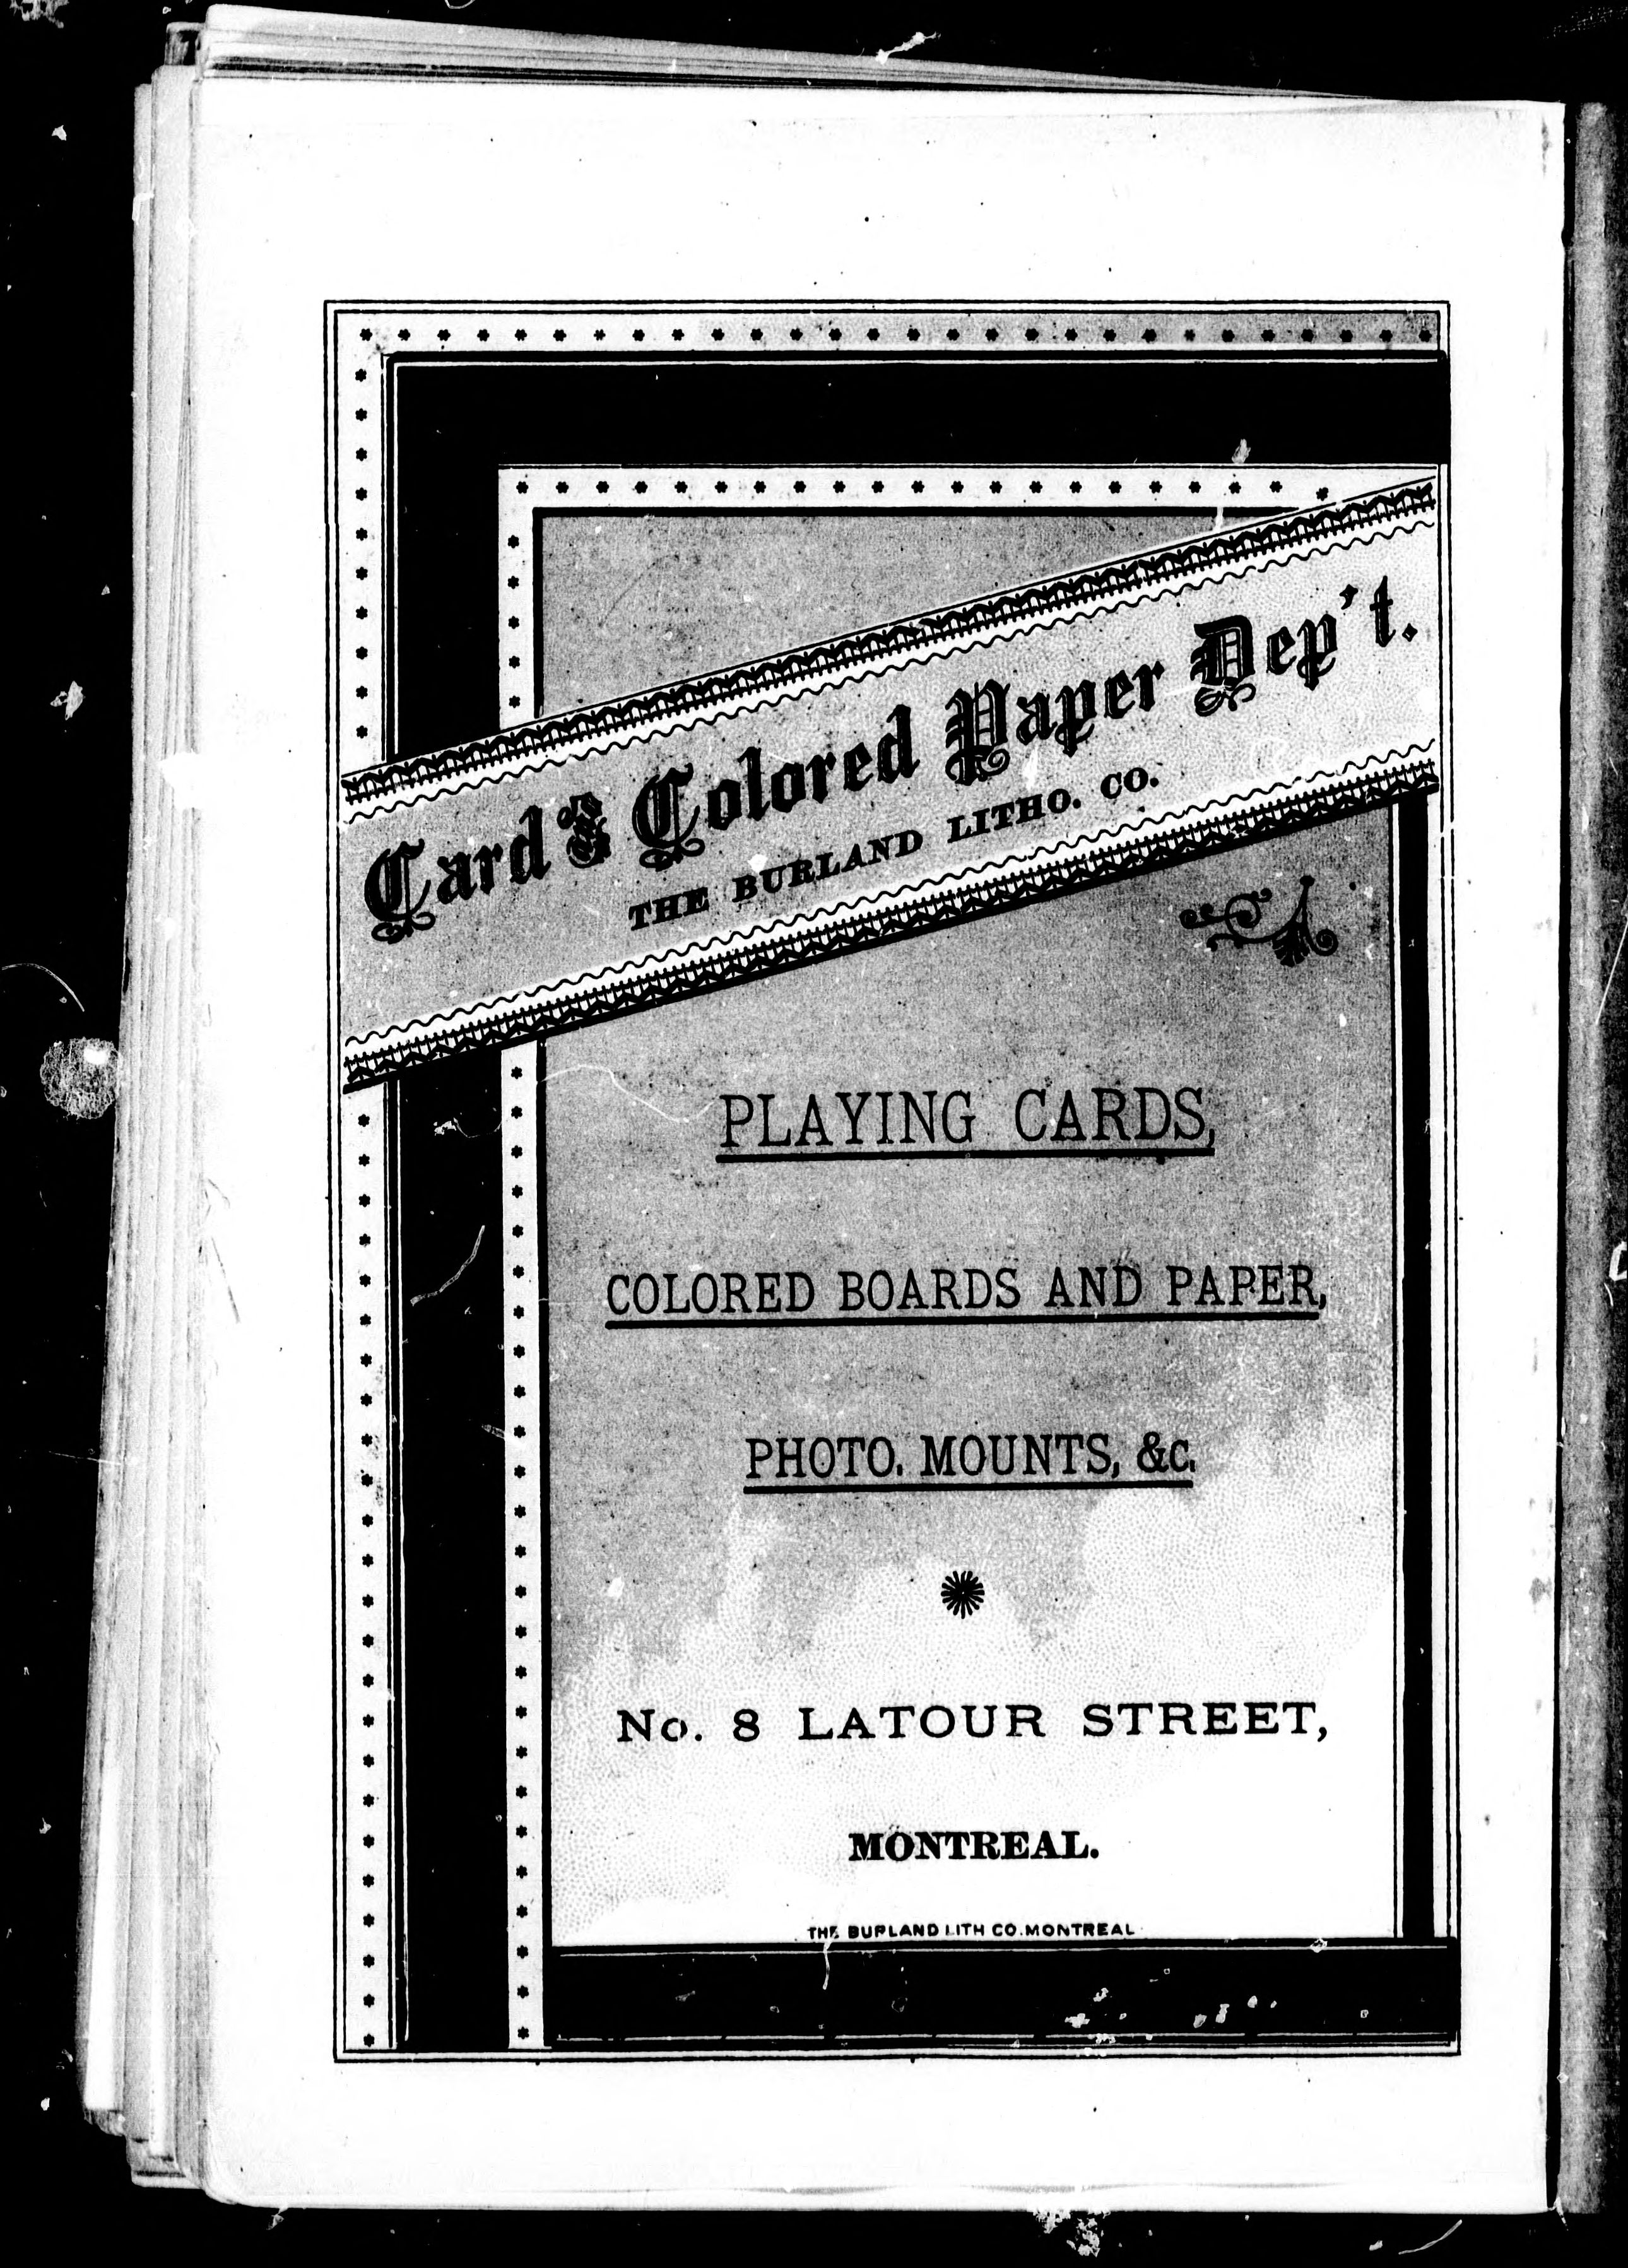 Card & Colored Paper Dep't.
THE BURLAND LITHO. CO.
PLAYING CARDS,
COLORED BOARDS AND PAPER,
PHOTO. MOUNTS, &c.
No. 8 LATOUR STREET,
MONTREAL.
THE BURLAND LITH CO. MONTREAL